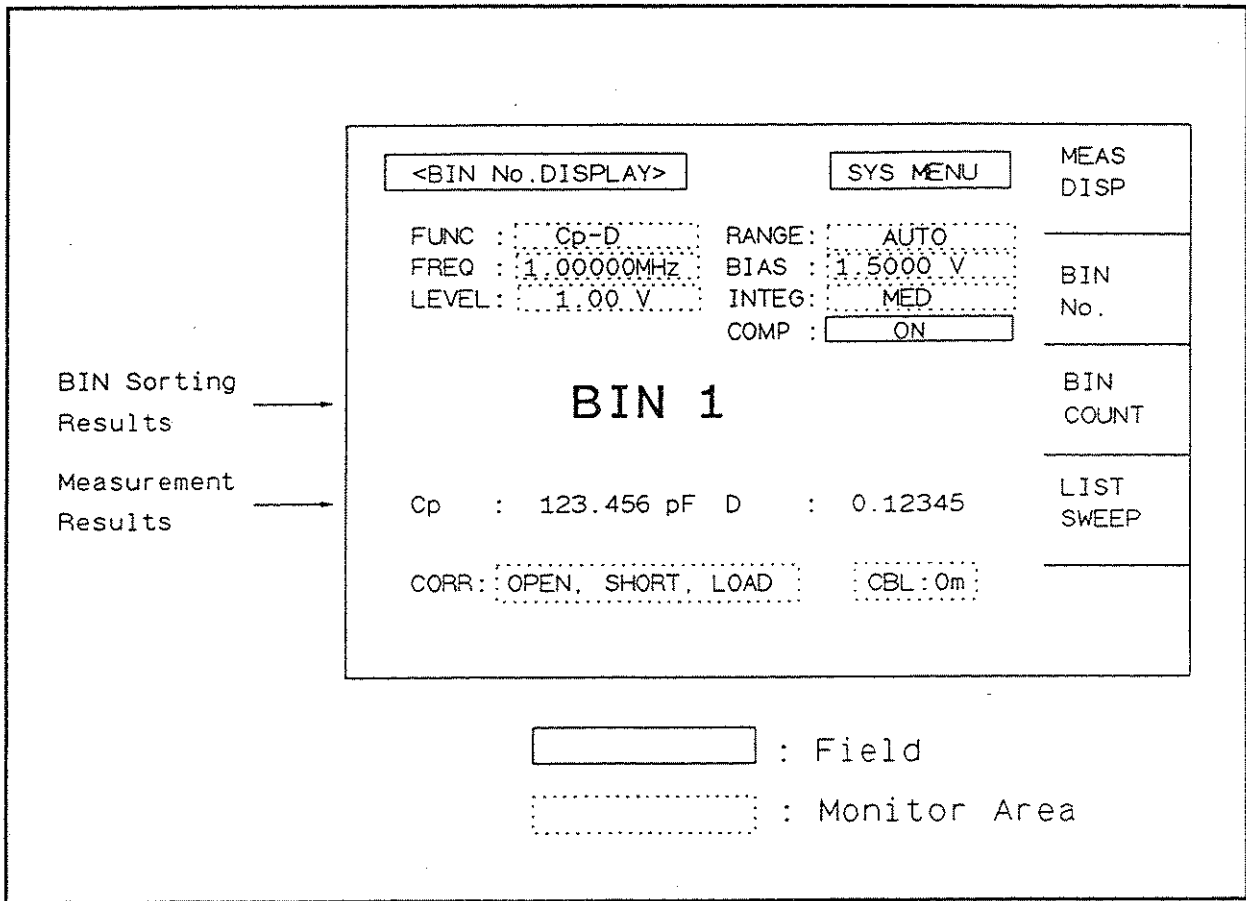 <BIN No.DISPLAY>
SYS MENU
FUNC : Cp-D
RANGE: AUTO
FREQ : 1.00000MHz
BIAS : 1.5000 V
LEVEL: 1.00 V
INTEG: MED
COMP : ON
BIN 1
Cp : 123.456 pF D : 0.12345
CORR: OPEN, SHORT, LOAD
CBL:0m
MEAS
DISP
BIN
No.
BIN
COUNT
LIST
SWEEP
BIN Sorting
Results
Measurement
Results
: Field
: Monitor Area